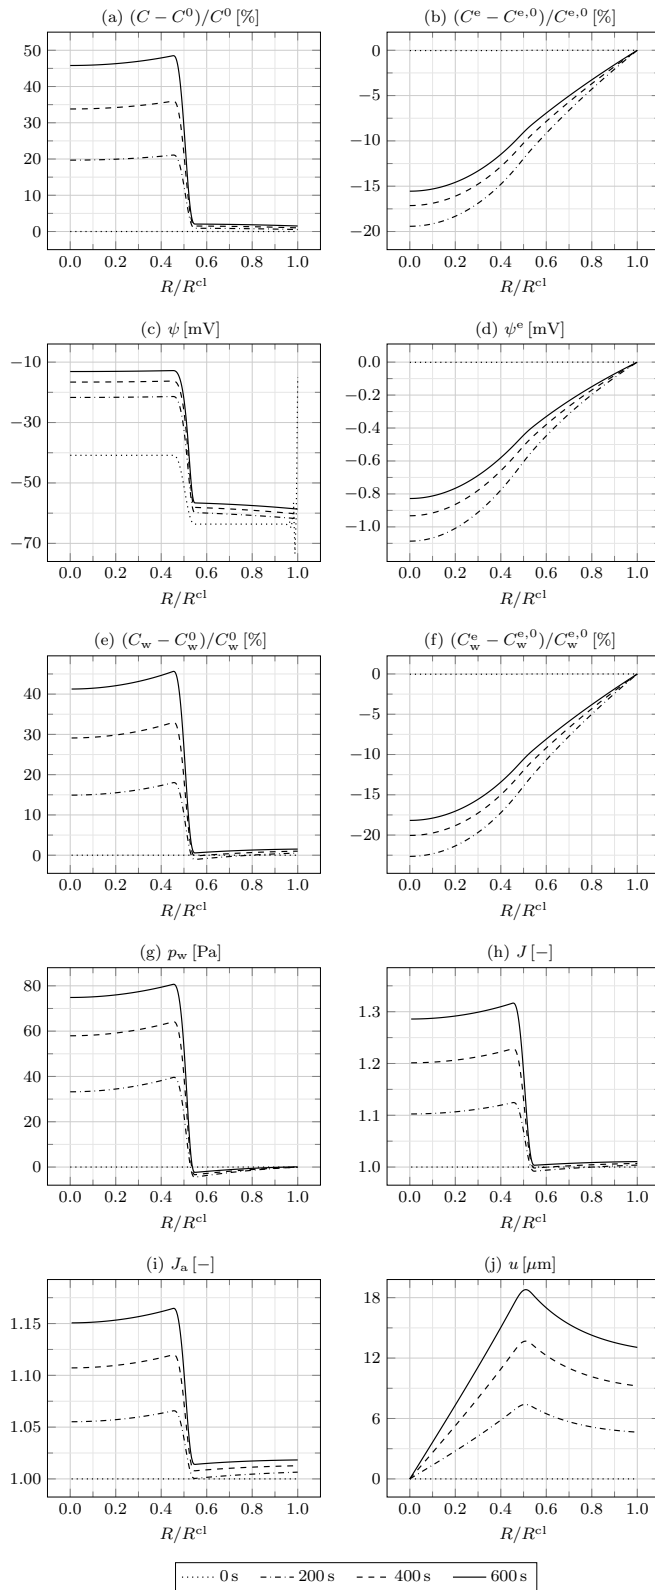 (a) (C − C⁰)/C⁰ [%]
50
40
30
20
10
0
0.0 0.2 0.4 0.6 0.8 1.0
R/Rᶜˡ
(b) (Cᵉ − Cᵉ,⁰)/Cᵉ,⁰ [%]
0
−5
−10
−15
−20
0.0 0.2 0.4 0.6 0.8 1.0
R/Rᶜˡ
(c) ψ [mV]
−10
−30
−50
−70
0.0 0.2 0.4 0.6 0.8 1.0
R/Rᶜˡ
(d) ψᵉ [mV]
0.0
−0.2
−0.4
−0.6
−0.8
−1.0
0.0 0.2 0.4 0.6 0.8 1.0
R/Rᶜˡ
(e) (C_w − C_w⁰)/C_w⁰ [%]
40
30
20
10
0
0.0 0.2 0.4 0.6 0.8 1.0
R/Rᶜˡ
(f) (C_wᵉ − C_wᵉ,⁰)/C_wᵉ,⁰ [%]
0
−5
−10
−15
−20
0.0 0.2 0.4 0.6 0.8 1.0
R/Rᶜˡ
(g) p_w [Pa]
80
60
40
20
0
0.0 0.2 0.4 0.6 0.8 1.0
R/Rᶜˡ
(h) J [−]
1.3
1.2
1.1
1.0
0.0 0.2 0.4 0.6 0.8 1.0
R/Rᶜˡ
(i) J_a [−]
1.15
1.10
1.05
1.00
0.0 0.2 0.4 0.6 0.8 1.0
R/Rᶜˡ
(j) u [μm]
18
12
6
0
0.0 0.2 0.4 0.6 0.8 1.0
R/Rᶜˡ
0 s 200 s 400 s 600 s